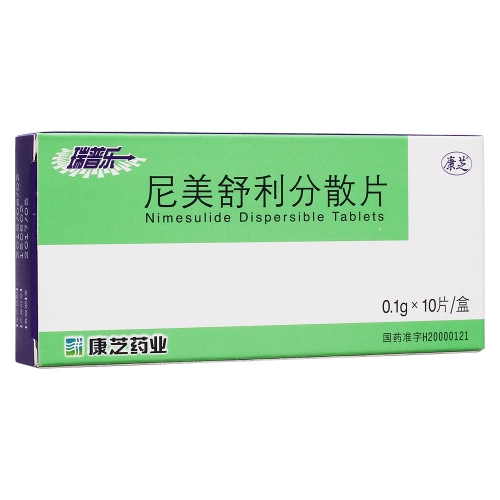 瑞普乐
康芝
尼美舒利分散片
Nimesulide Dispersible Tablets
0.1g×10片/盒
康芝药业
国药准字H20000121